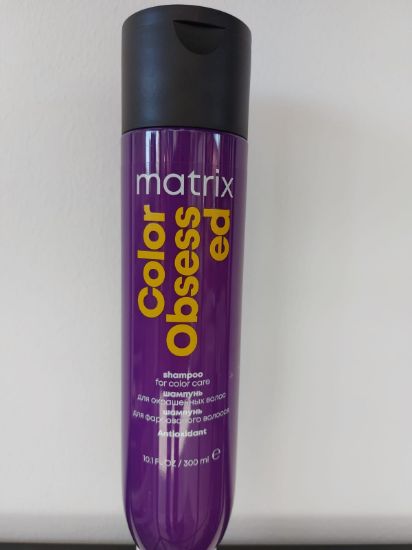 matrix
Color
Obsess
ed
shampoo
for color care
шампунь
для окрашенных волос
шампунь
для фарбованого волосся
Antioxidant
10.1 FL.OZ / 300 ml ℮